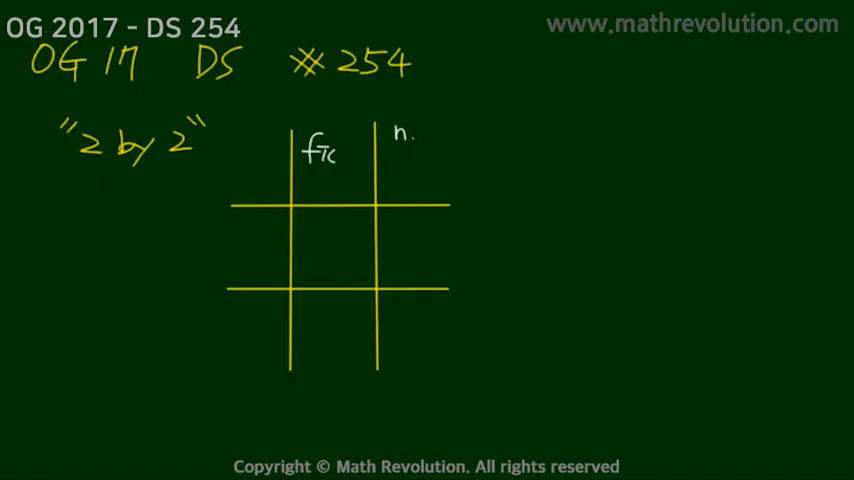 OG 2017 - DS 254
www.mathrevolution.com
OG 17 DS #254
"2 by 2"
n.
Copyright © Math Revolution. All rights reserved